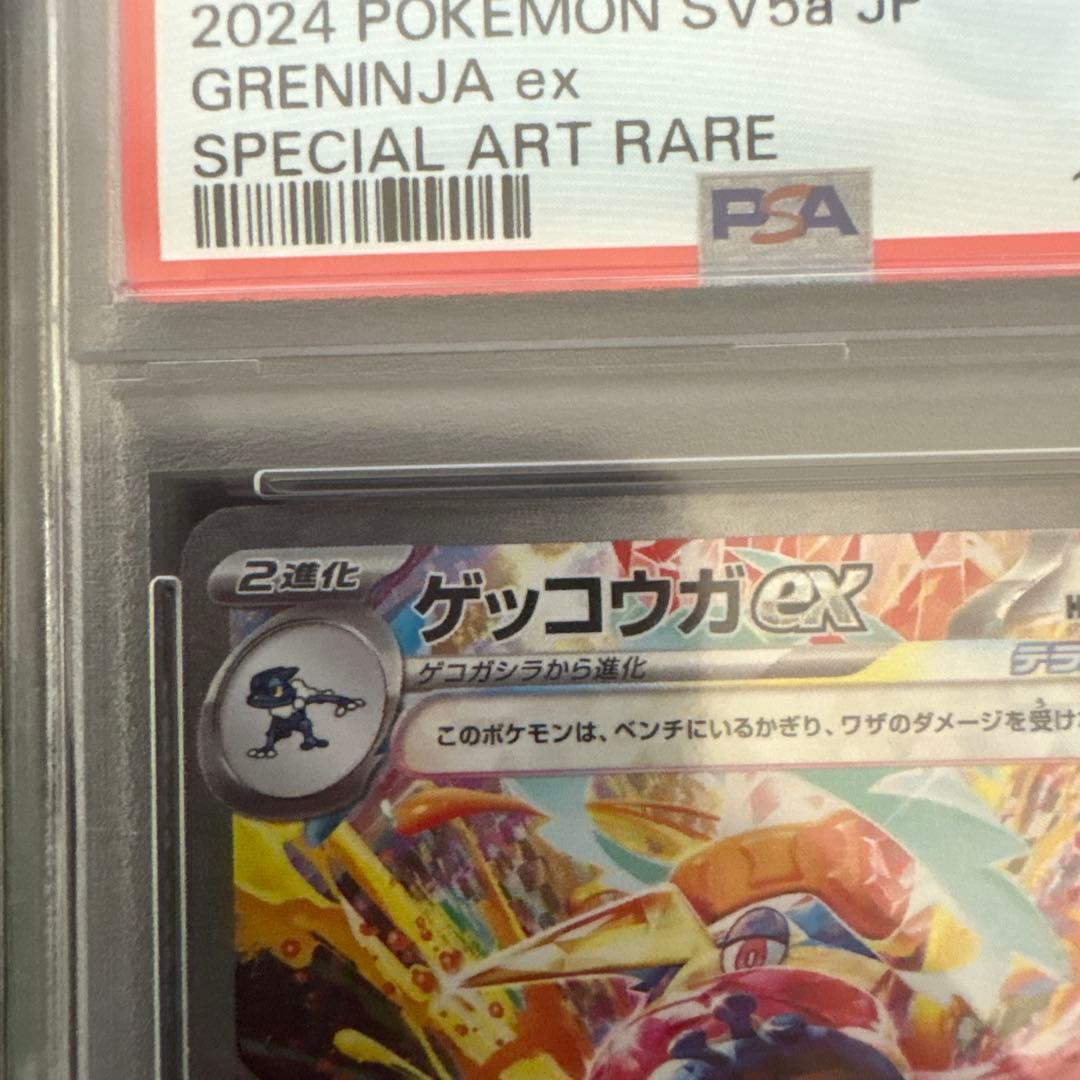 2024 POKEMON SV5a JP
GRENINJA ex
SPECIAL ART RARE
PSA
2進化
ゲッコウガex
ゲコガシラから進化
このポケモンは、ベンチにいるかぎり、ワザのダメージを受け